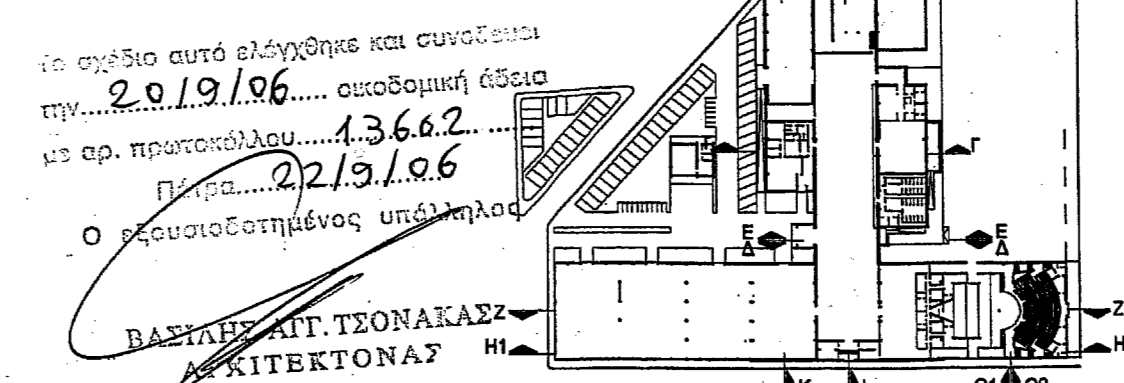 Το σχέδιο αυτό ελέγχθηκε και συνοδεύει
την.....20/9/06..... οικοδομική άδεια
με αρ. πρωτοκόλλου.....13662.....
Πάτρα.....22/9/06
Ο εξουσιοδοτημένος υπάλληλος
ΒΑΣΙΛΗΣ ΑΓΓ. ΤΣΟΝΑΚΑΣ
ΑΡΧΙΤΕΚΤΟΝΑΣ
Γ
Ε
Δ
Ε
Δ
Ζ
Ζ
Η1
Η